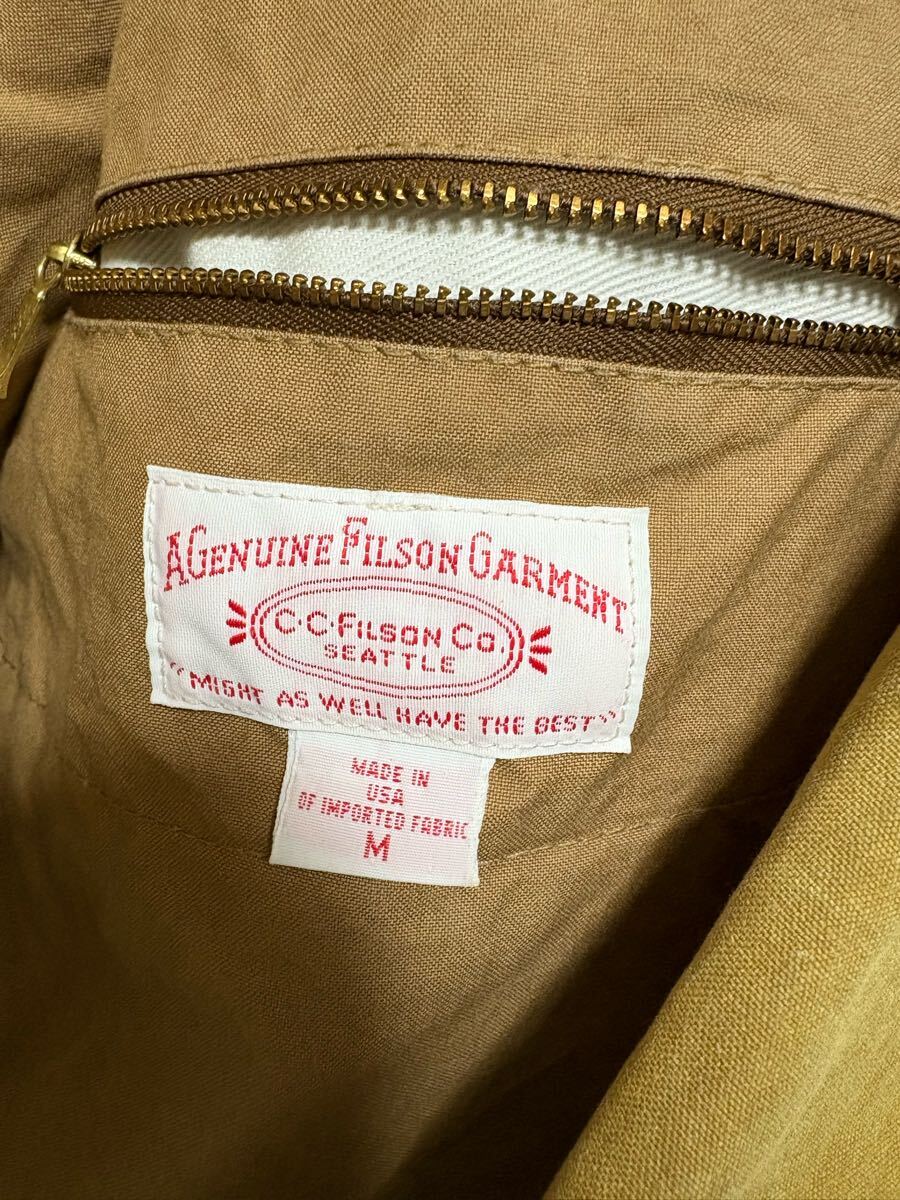 A GENUINE FILSON GARMENT
C·C·FILSON CO.
SEATTLE
"MIGHT AS WELL HAVE THE BEST"
MADE IN
USA
OF IMPORTED FABRIC
M